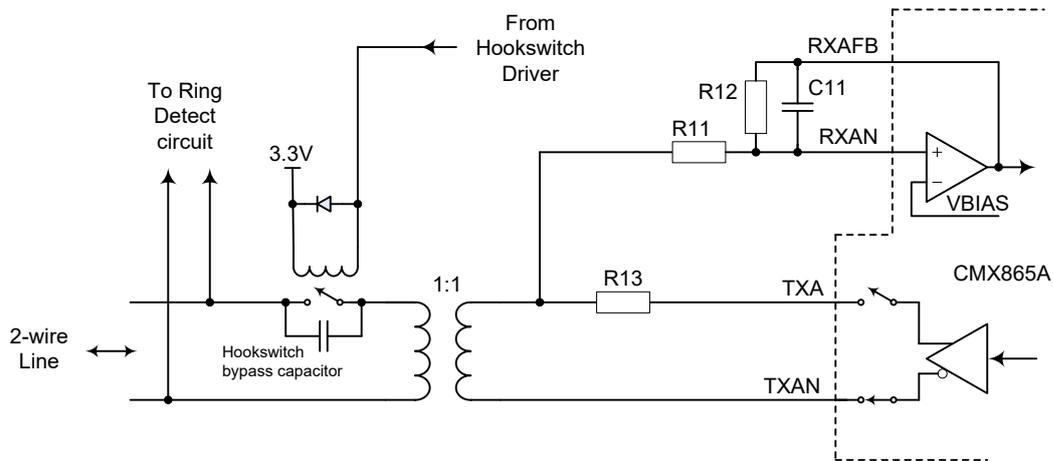 From
Hookswitch
Driver
To Ring
Detect
circuit
3.3V
RXAFB
R12
C11
R11
RXAN
+
−
VBIAS
CMX865A
1:1
R13
TXA
2-wire
Line
Hookswitch
bypass capacitor
TXAN